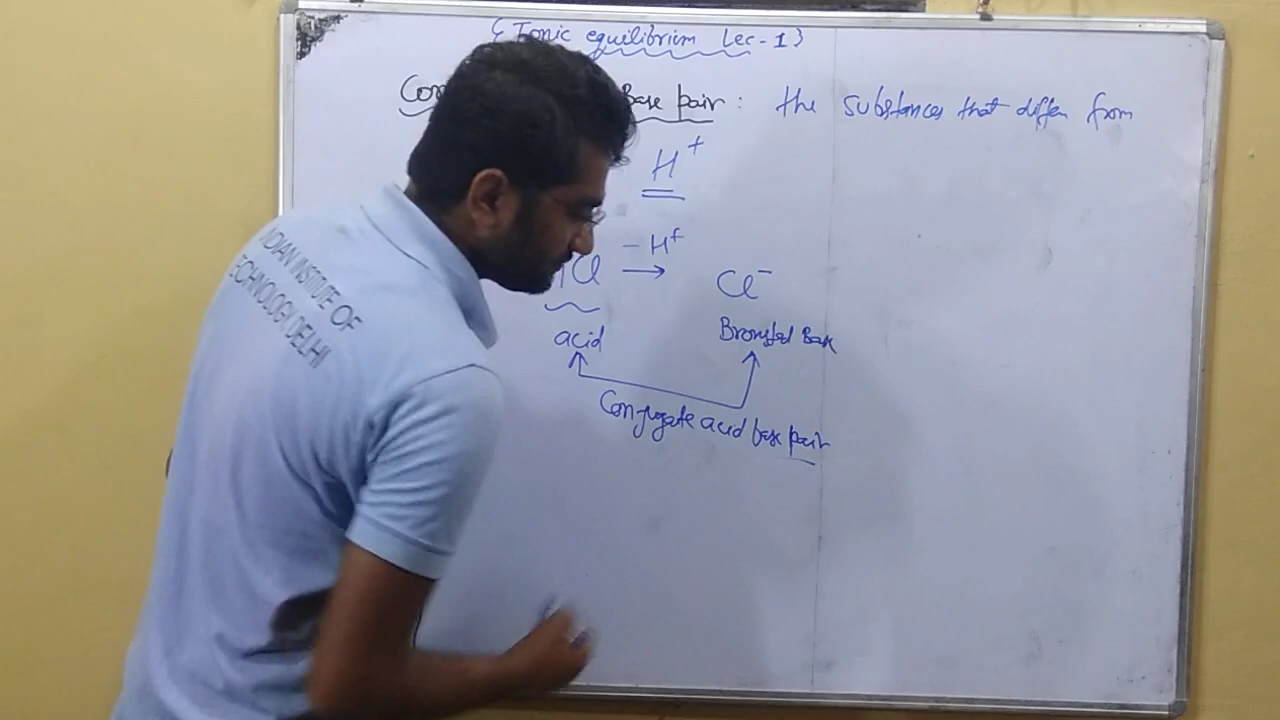 { Ionic equilibrium Lec-1}
Con Base pair : the substances that differ from
H+
Cl -H+ → Cl-
acid Bronsted Base
Conjugate acid base pair
INDIAN INSTITUTE OF
TECHNOLOGY, DELHI